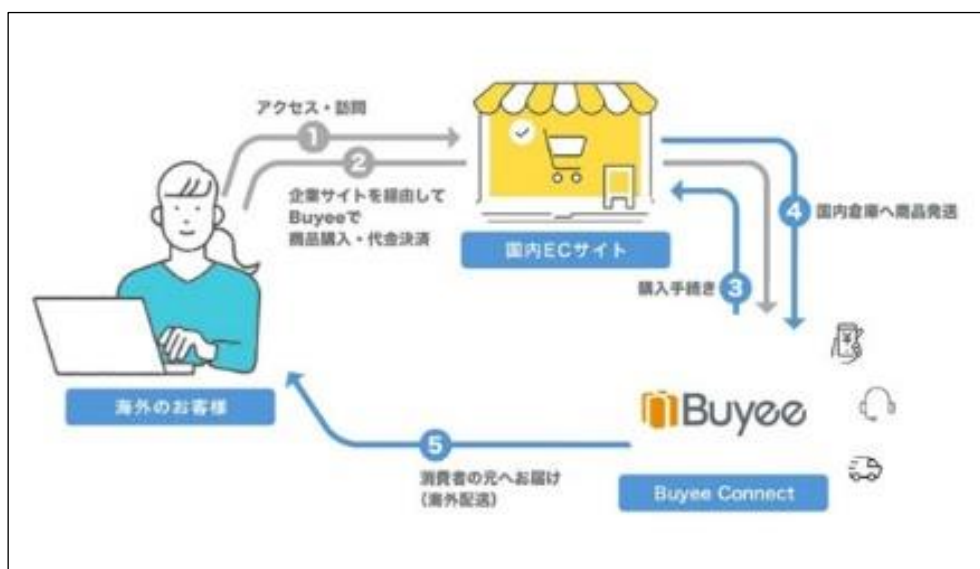 アクセス・訪問
1
2
企業サイトを経由して
Buyeeで
商品購入・代金決済
国内ECサイト
4
国内倉庫へ商品発送
購入手続き
3
¥
海外のお客様
Buyee
5
消費者の元へお届け
(海外配送)
Buyee Connect